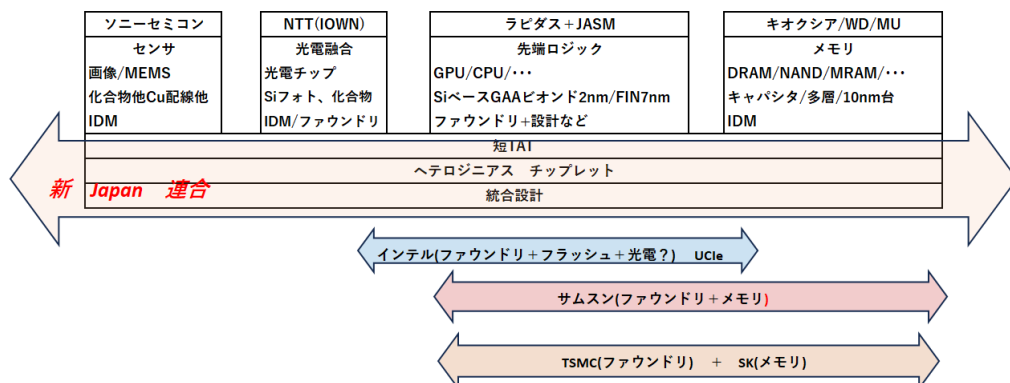 ソニーセミコン
センサ
画像/MEMS
化合物他Cu配線他
IDM
NTT(IOWN)
光電融合
光電チップ
Siフォト、化合物
IDM/ファウンドリ
ラピダス+JASM
先端ロジック
GPU/CPU/･･･
SiベースGAAビオンド2nm/FIN7nm
ファウンドリ+設計など
キオクシア/WD/MU
メモリ
DRAM/NAND/MRAM/･･･
キャパシタ/多層/10nm台
IDM
短TAT
ヘテロジニアス チップレット
新 Japan 連合
統合設計
インテル(ファウンドリ＋フラッシュ＋光電？) UCIe
サムスン(ファウンドリ＋メモリ)
TSMC(ファウンドリ) ＋ SK(メモリ)